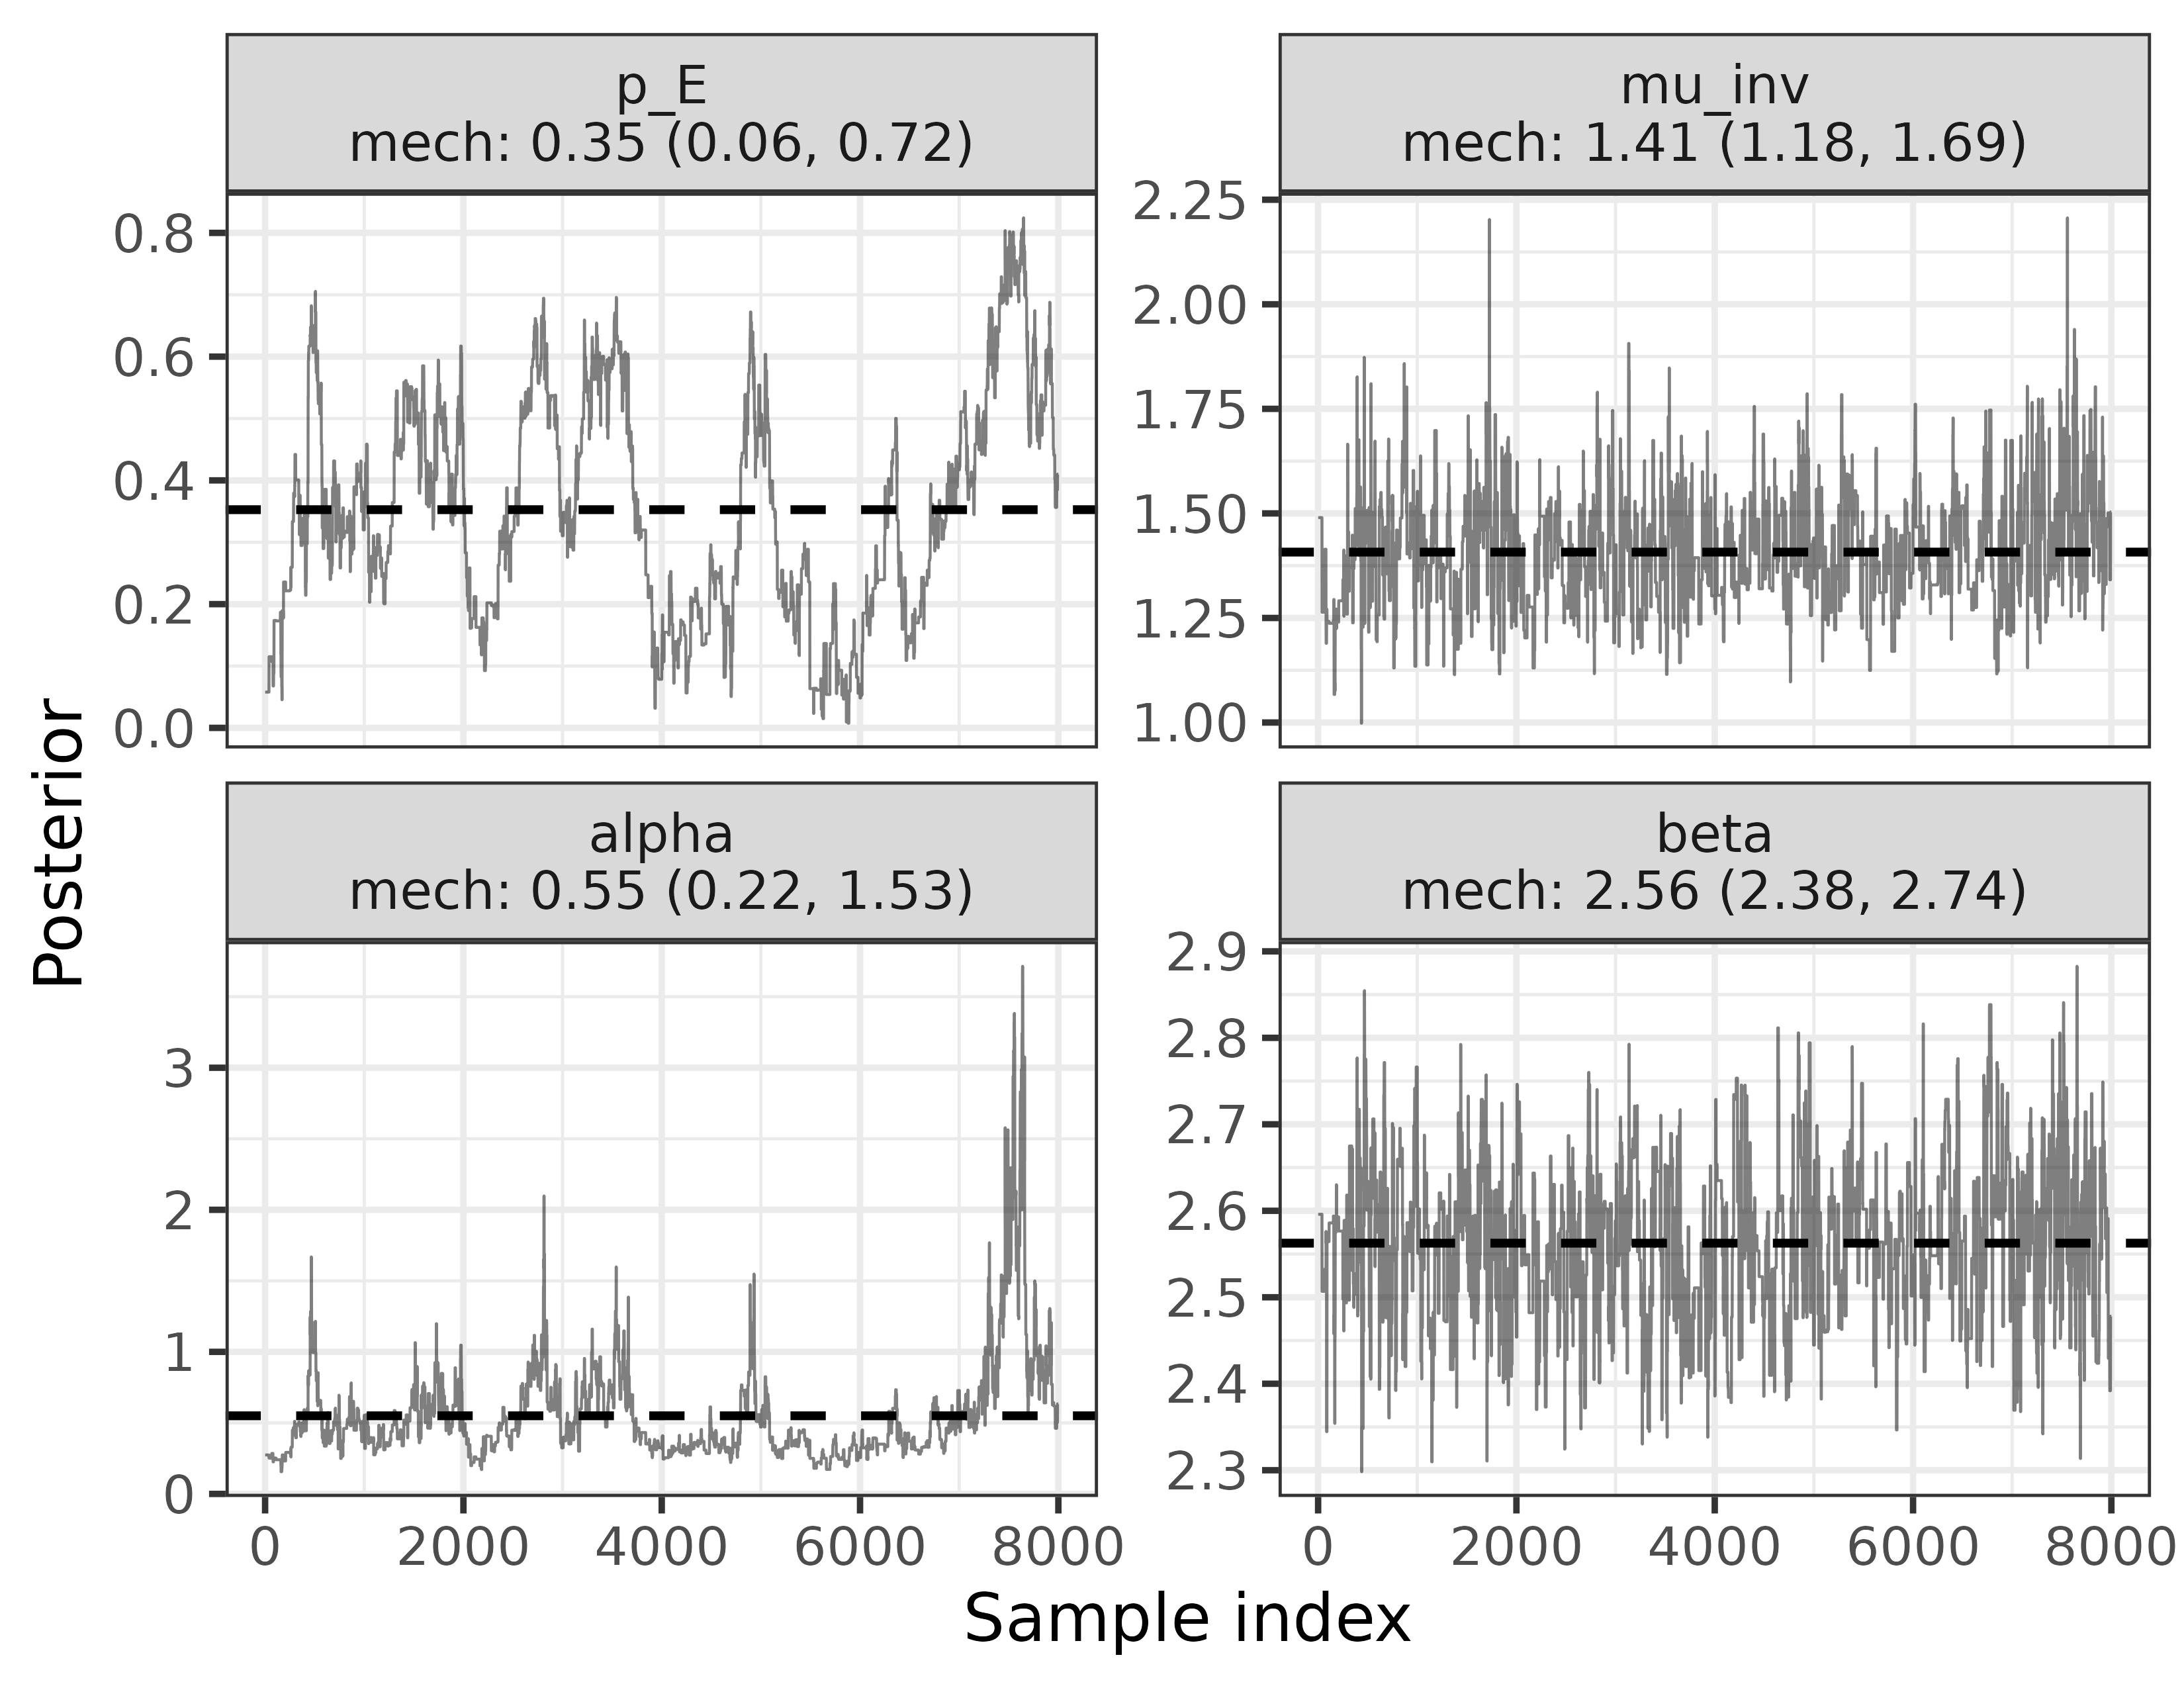 p_E
mech: 0.35 (0.06, 0.72)
0.8
0.6
0.4
0.2
0.0
mu_inv
mech: 1.41 (1.18, 1.69)
2.25
2.00
1.75
1.50
1.25
1.00
Posterior
alpha
mech: 0.55 (0.22, 1.53)
3
2
1
0
0 2000 4000 6000 8000
beta
mech: 2.56 (2.38, 2.74)
2.9
2.8
2.7
2.6
2.5
2.4
2.3
0 2000 4000 6000 8000
Sample index